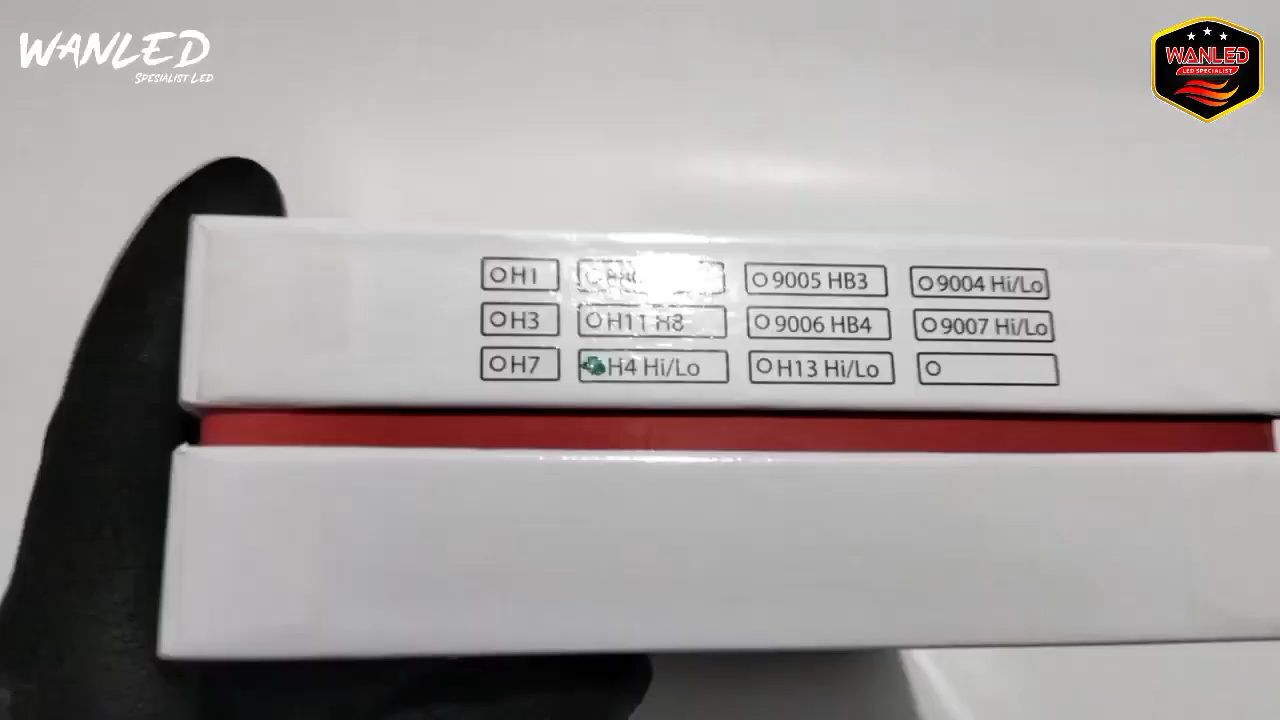 WANLED
SPESIALIST LED
WANLED
LED SPECIALIST
H1
9005 HB3
9004 Hi/Lo
H3
H11 H8
9006 HB4
9007 Hi/Lo
H7
H4 Hi/Lo
H13 Hi/Lo